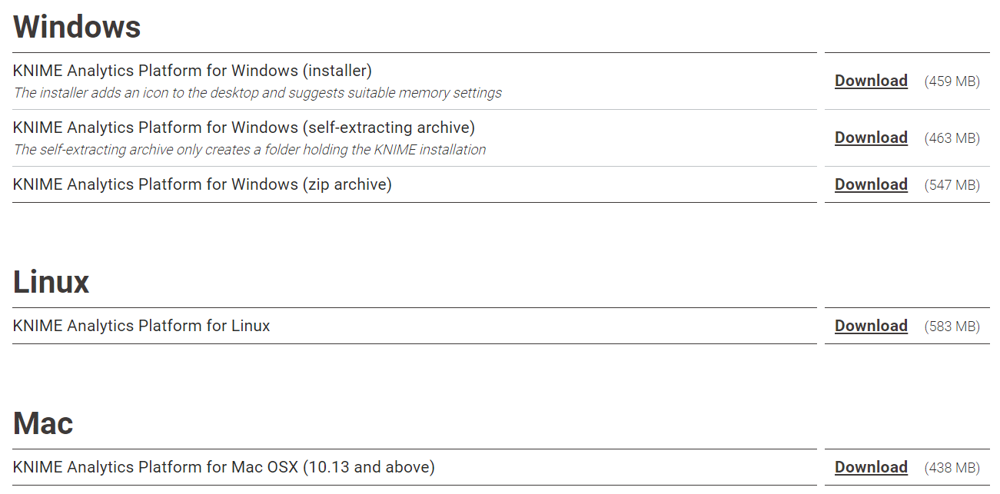 Windows
KNIME Analytics Platform for Windows (installer)
The installer adds an icon to the desktop and suggests suitable memory settings
Download (459 MB)
KNIME Analytics Platform for Windows (self-extracting archive)
The self-extracting archive only creates a folder holding the KNIME installation
Download (463 MB)
KNIME Analytics Platform for Windows (zip archive)
Download (547 MB)
Linux
KNIME Analytics Platform for Linux
Download (583 MB)
Mac
KNIME Analytics Platform for Mac OSX (10.13 and above)
Download (438 MB)